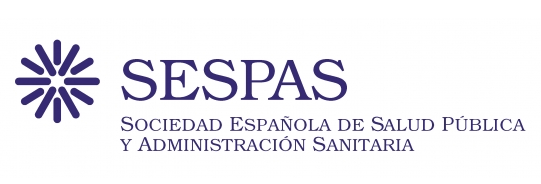 SESPAS
SOCIEDAD ESPAÑOLA DE SALUD PÚBLICA
Y ADMINISTRACIÓN SANITARIA